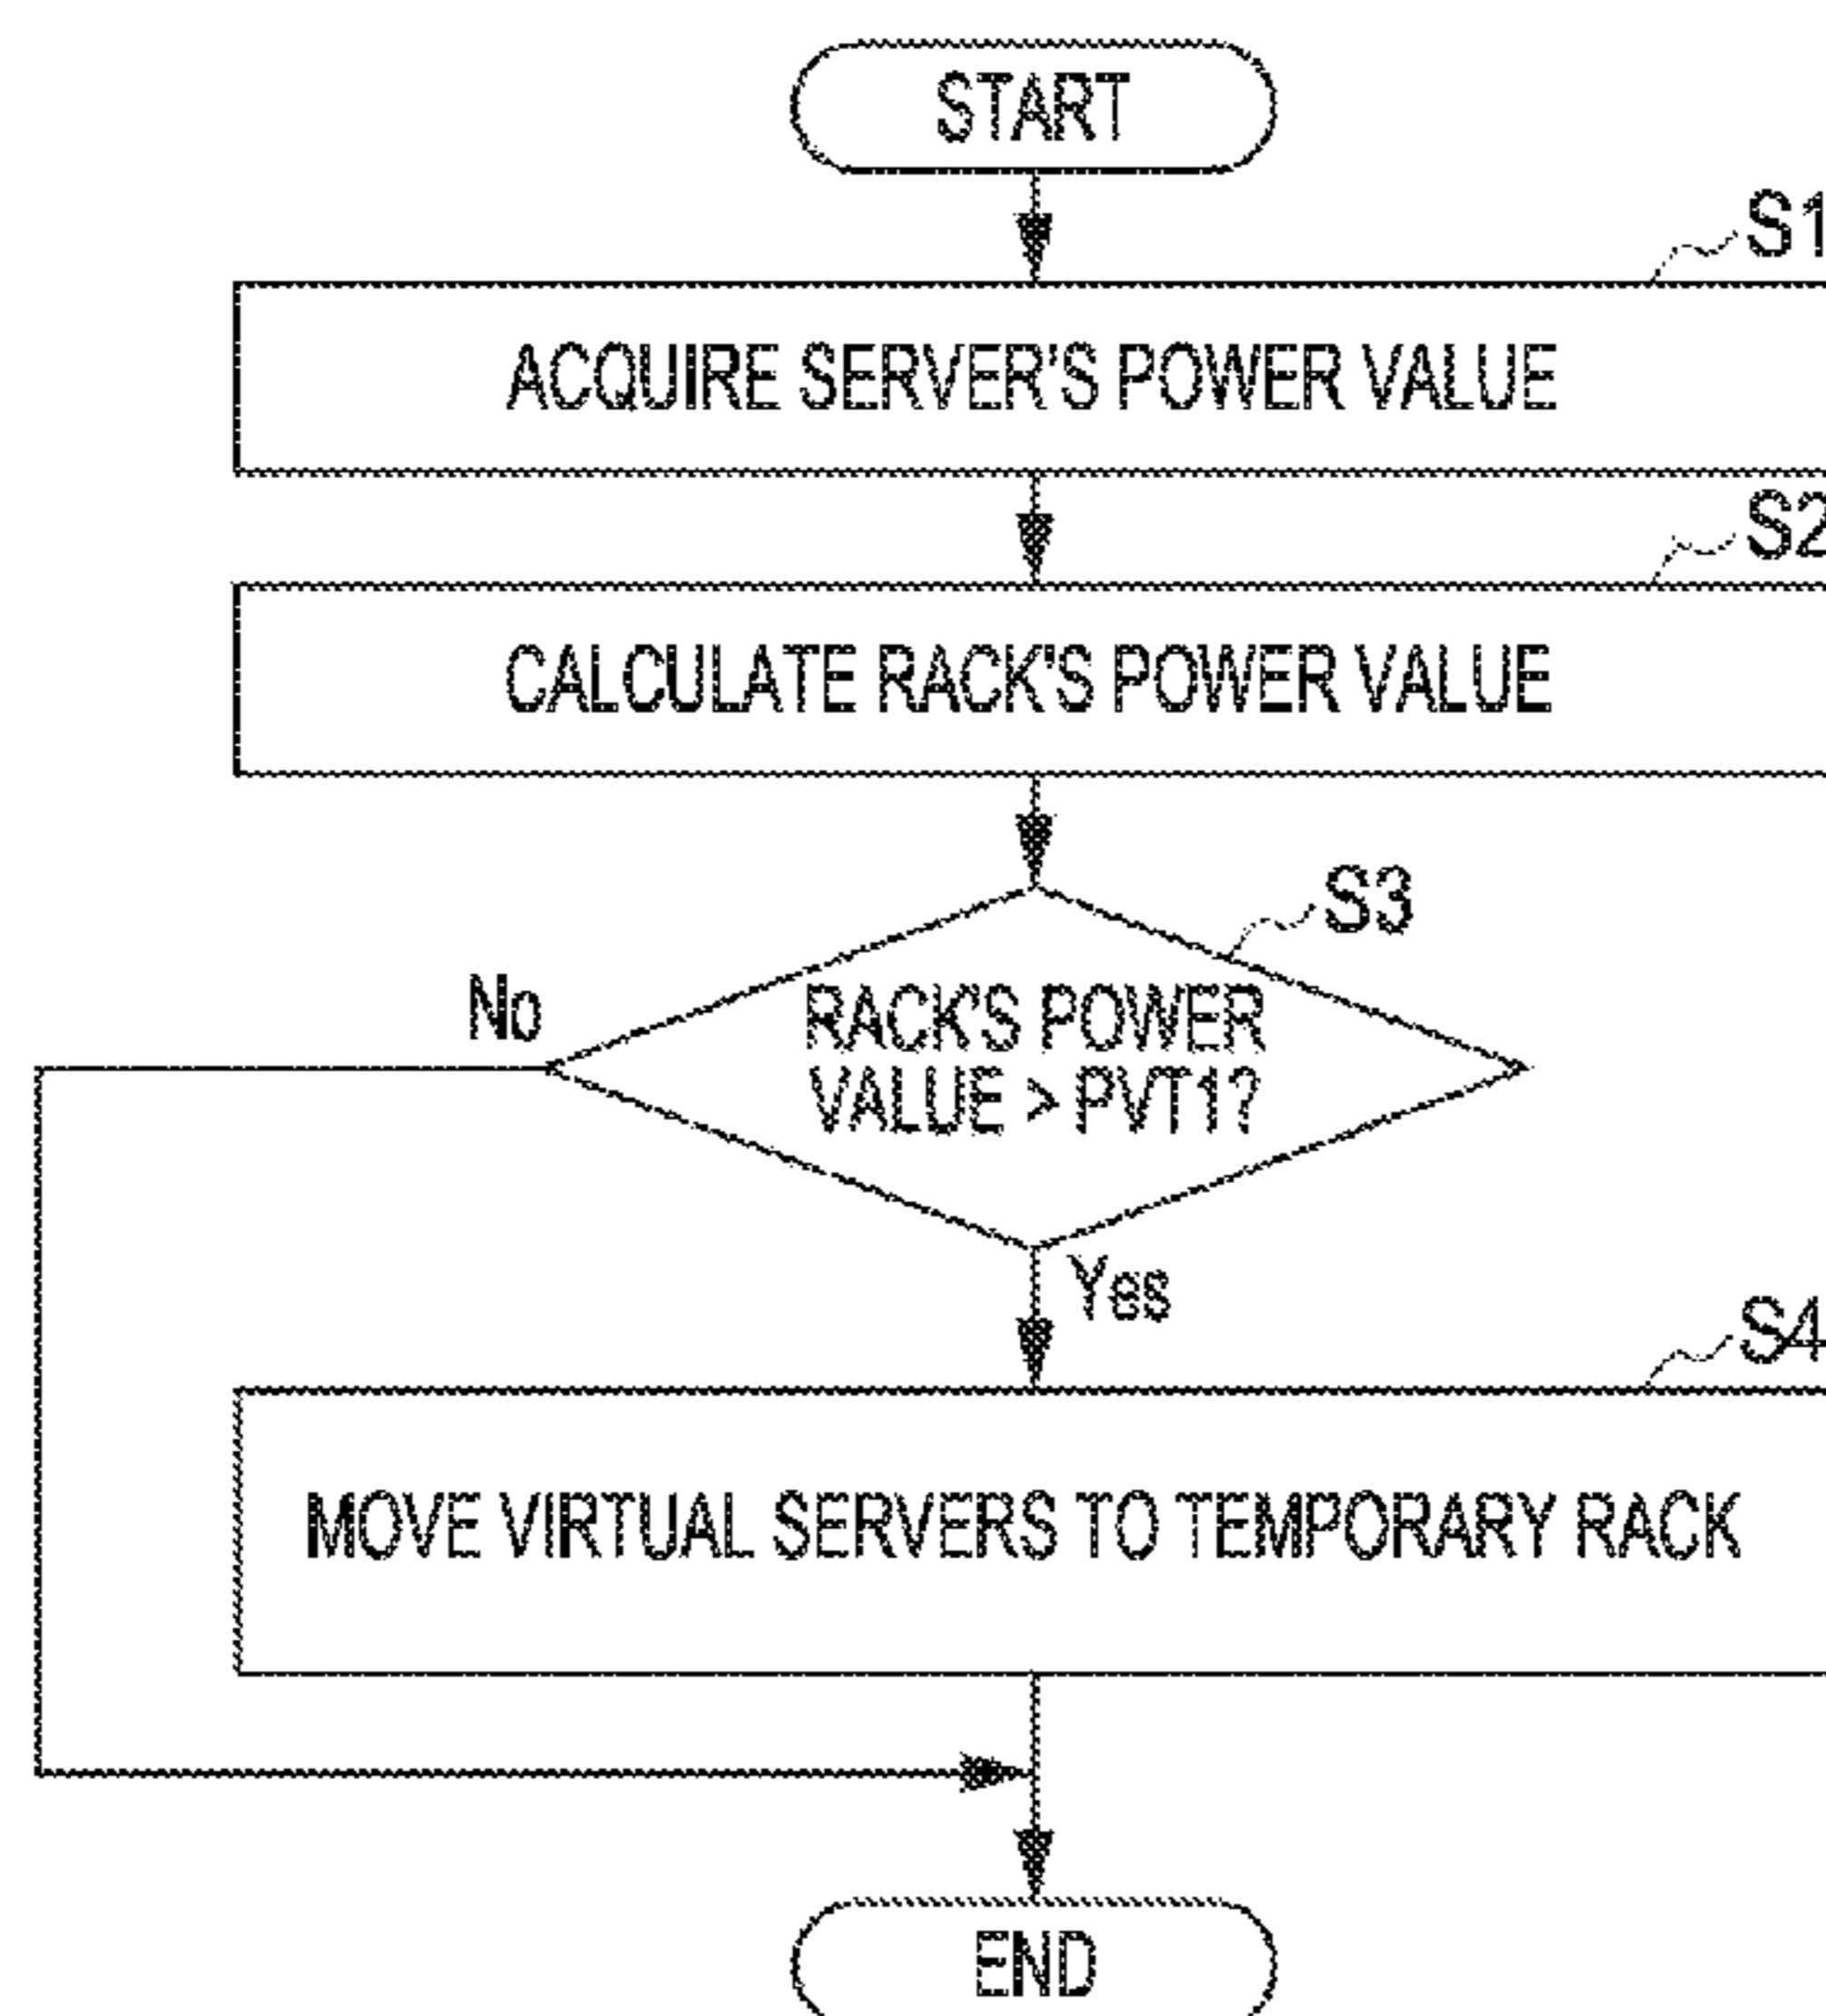 START
S1
ACQUIRE SERVER'S POWER VALUE
S2
CALCULATE RACK'S POWER VALUE
S3
RACK'S POWER
VALUE > PVT1?
No
Yes
S4
MOVE VIRTUAL SERVERS TO TEMPORARY RACK
END